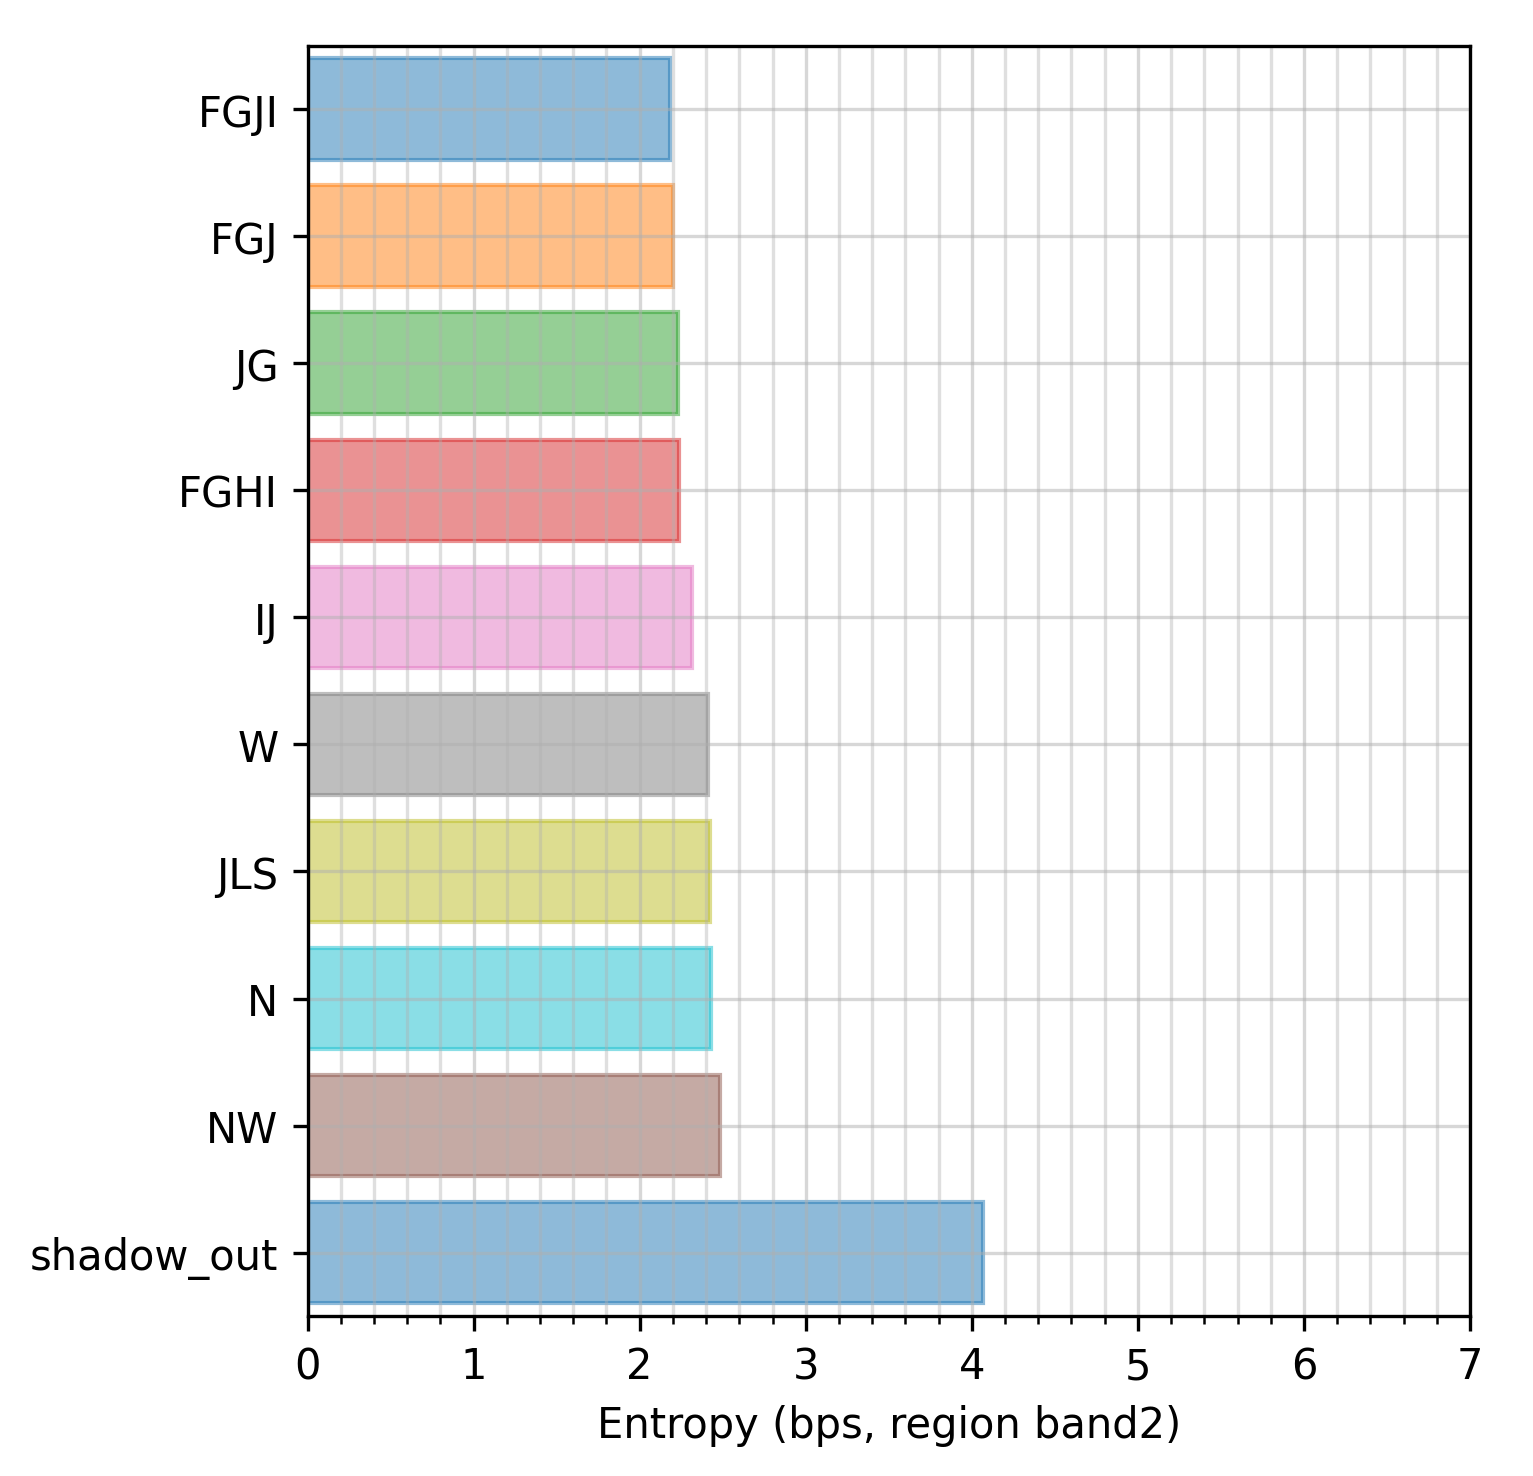 FGJI
FGJ
JG
FGHI
IJ
W
JLS
N
NW
shadow_out
0 1 2 3 4 5 6 7
Entropy (bps, region band2)